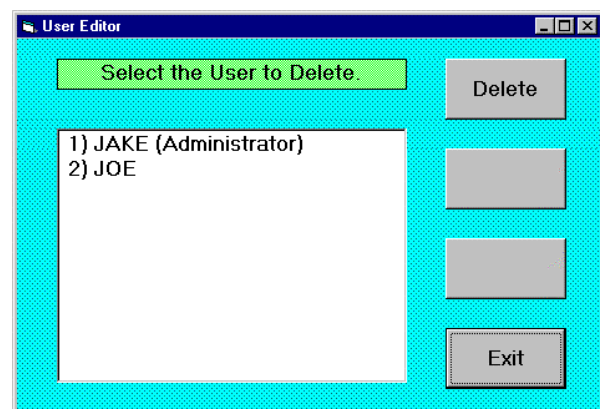 User Editor
Select the User to Delete.
Delete
1) JAKE (Administrator)
2) JOE
Exit